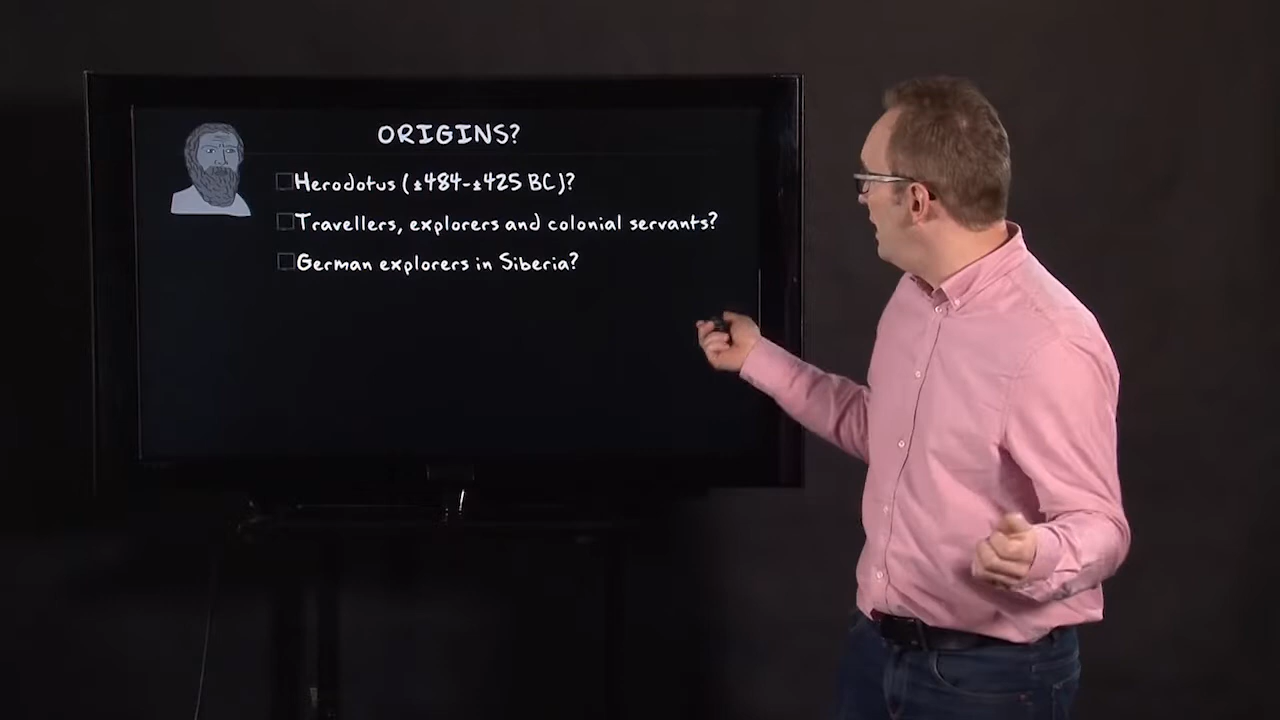 ORIGINS?
Herodotus (±484-±425 BC)?
Travellers, explorers and colonial servants?
German explorers in Siberia?